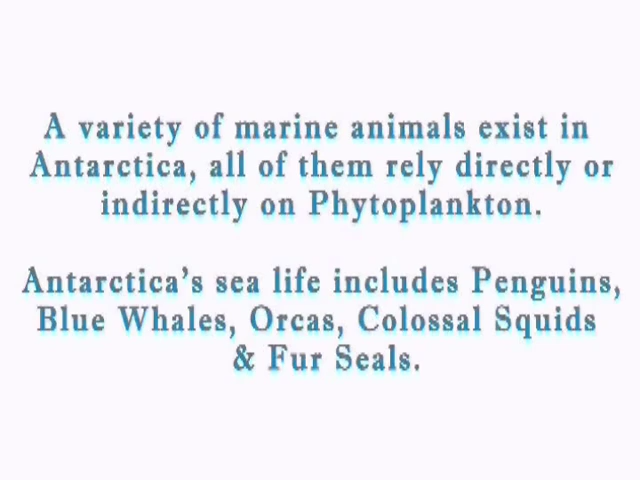 A variety of marine animals exist in
Antarctica, all of them rely directly or
indirectly on Phytoplankton.
Antarctica's sea life includes Penguins,
Blue Whales, Orcas, Colossal Squids
& Fur Seals.